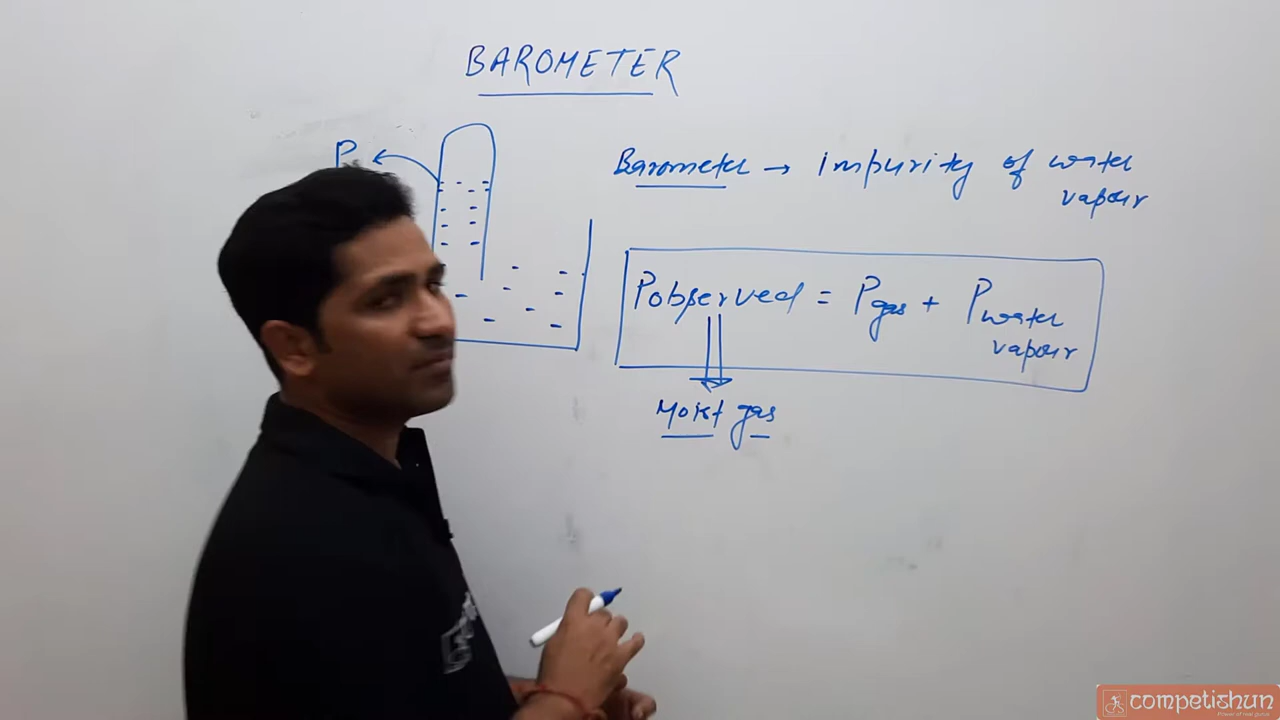 BAROMETER
P
Barometer → impurity of water
vapour
Pobserved = Pgas + Pwater
vapour
Moist gas
competishun